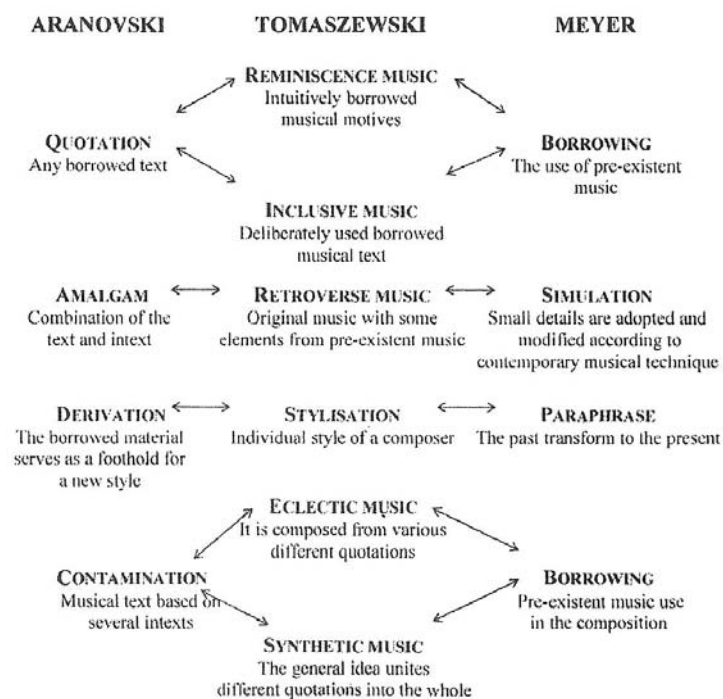 ARANOVSKI TOMASZEWSKI MEYER
REMINISCENCE MUSIC
Intuitively borrowed
musical motives
QUOTATION
Any borrowed text
BORROWING
The use of pre-existent
music
INCLUSIVE MUSIC
Deliberately used borrowed
musical text
AMALGAM
Combination of the
text and intext
RETROVERSE MUSIC
Original music with some
elements from pre-existent music
SIMULATION
Small details are adopted and
modified according to
contemporary musical technique
DERIVATION
The borrowed material
serves as a foothold for
a new style
STYLISATION
Individual style of a composer
PARAPHRASE
The past transform to the present
ECLECTIC MUSIC
It is composed from various
different quotations
CONTAMINATION
Musical text based on
several intexts
BORROWING
Pre-existent music use
in the composition
SYNTHETIC MUSIC
The general idea unites
different quotations into the whole